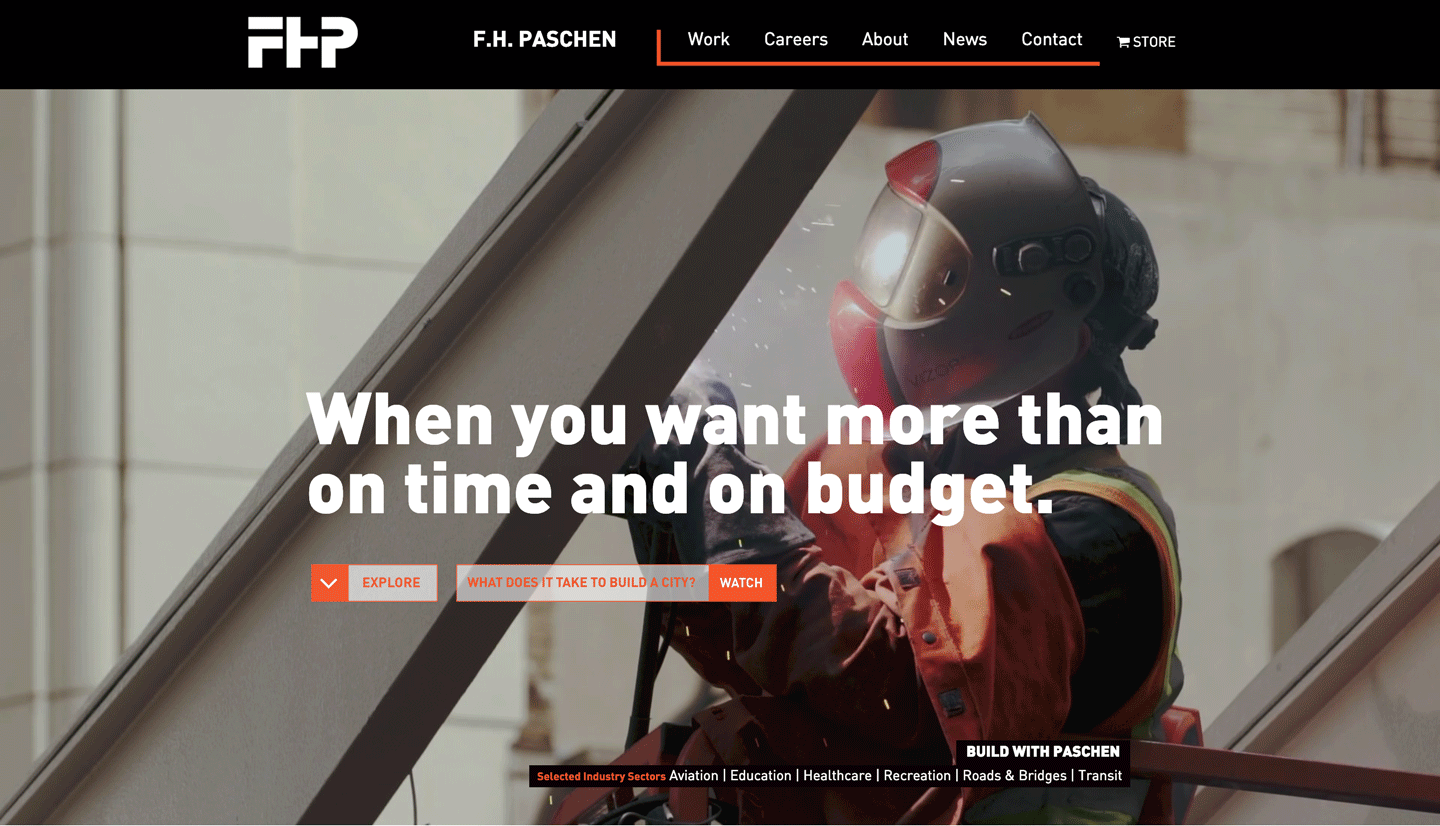 FHP
F.H. PASCHEN
Work Careers About News Contact STORE
VIZOR
When you want more than
on time and on budget.
EXPLORE
WHAT DOES IT TAKE TO BUILD A CITY? WATCH
BUILD WITH PASCHEN
Selected Industry Sectors Aviation | Education | Healthcare | Recreation | Roads & Bridges | Transit